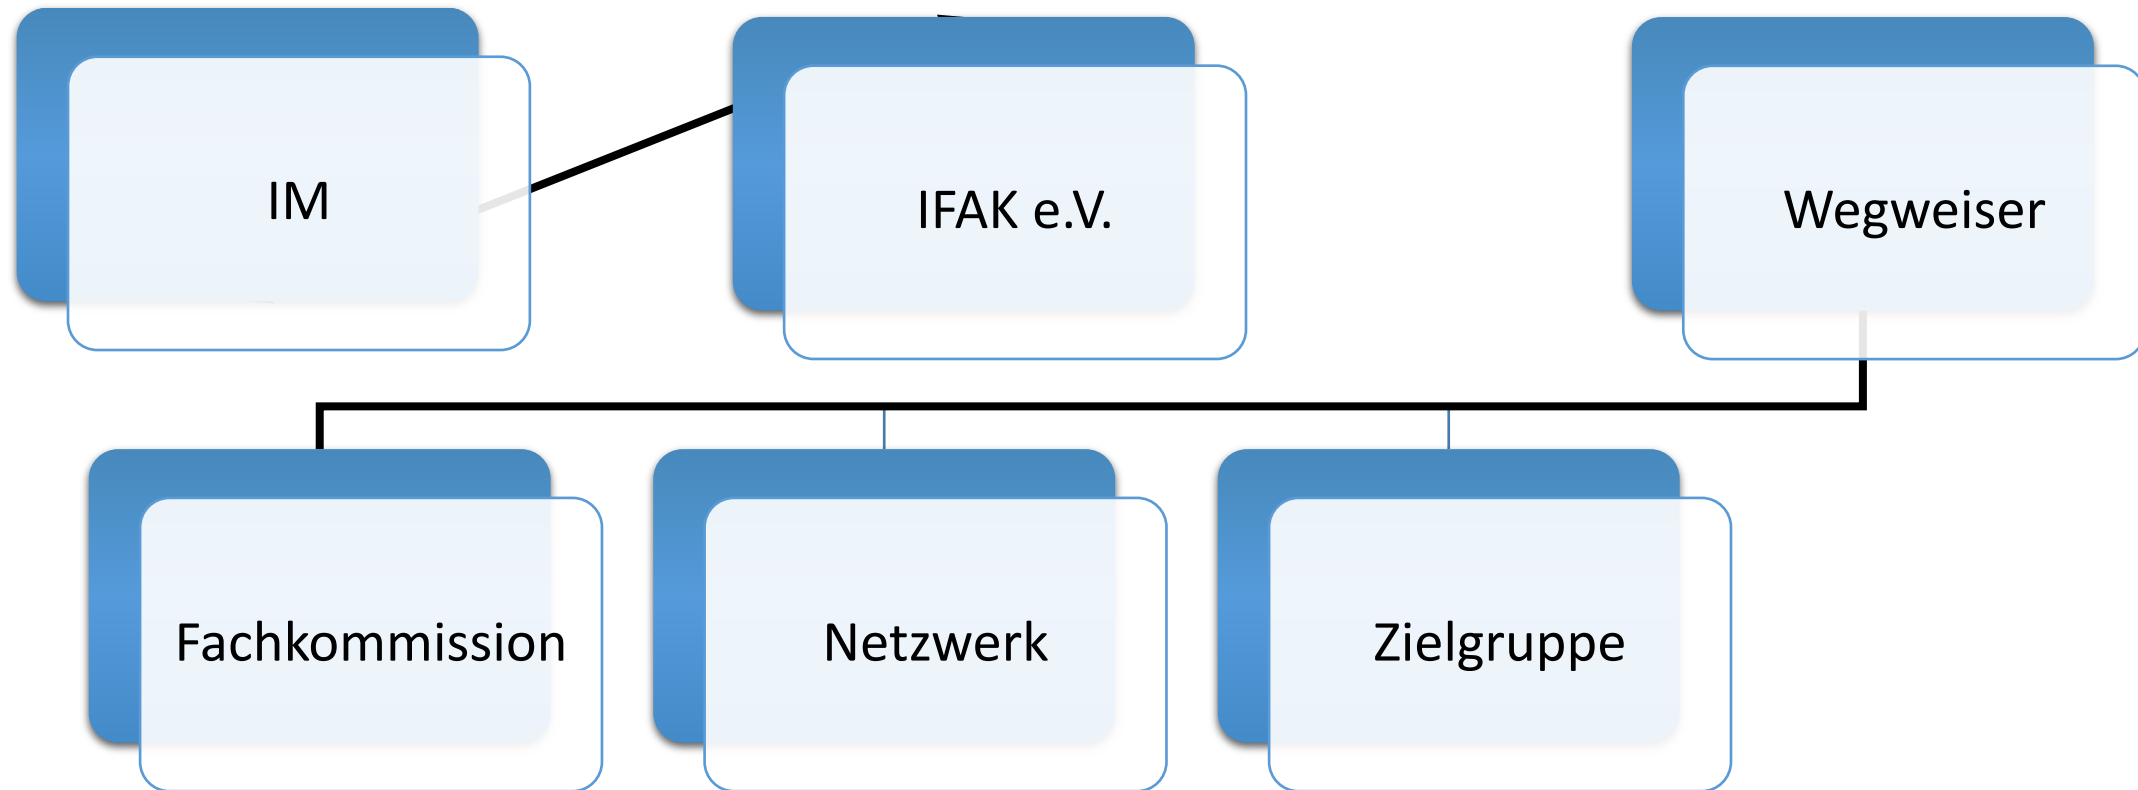 IM
IFAK e.V.
Wegweiser
Fachkommission
Netzwerk
Zielgruppe